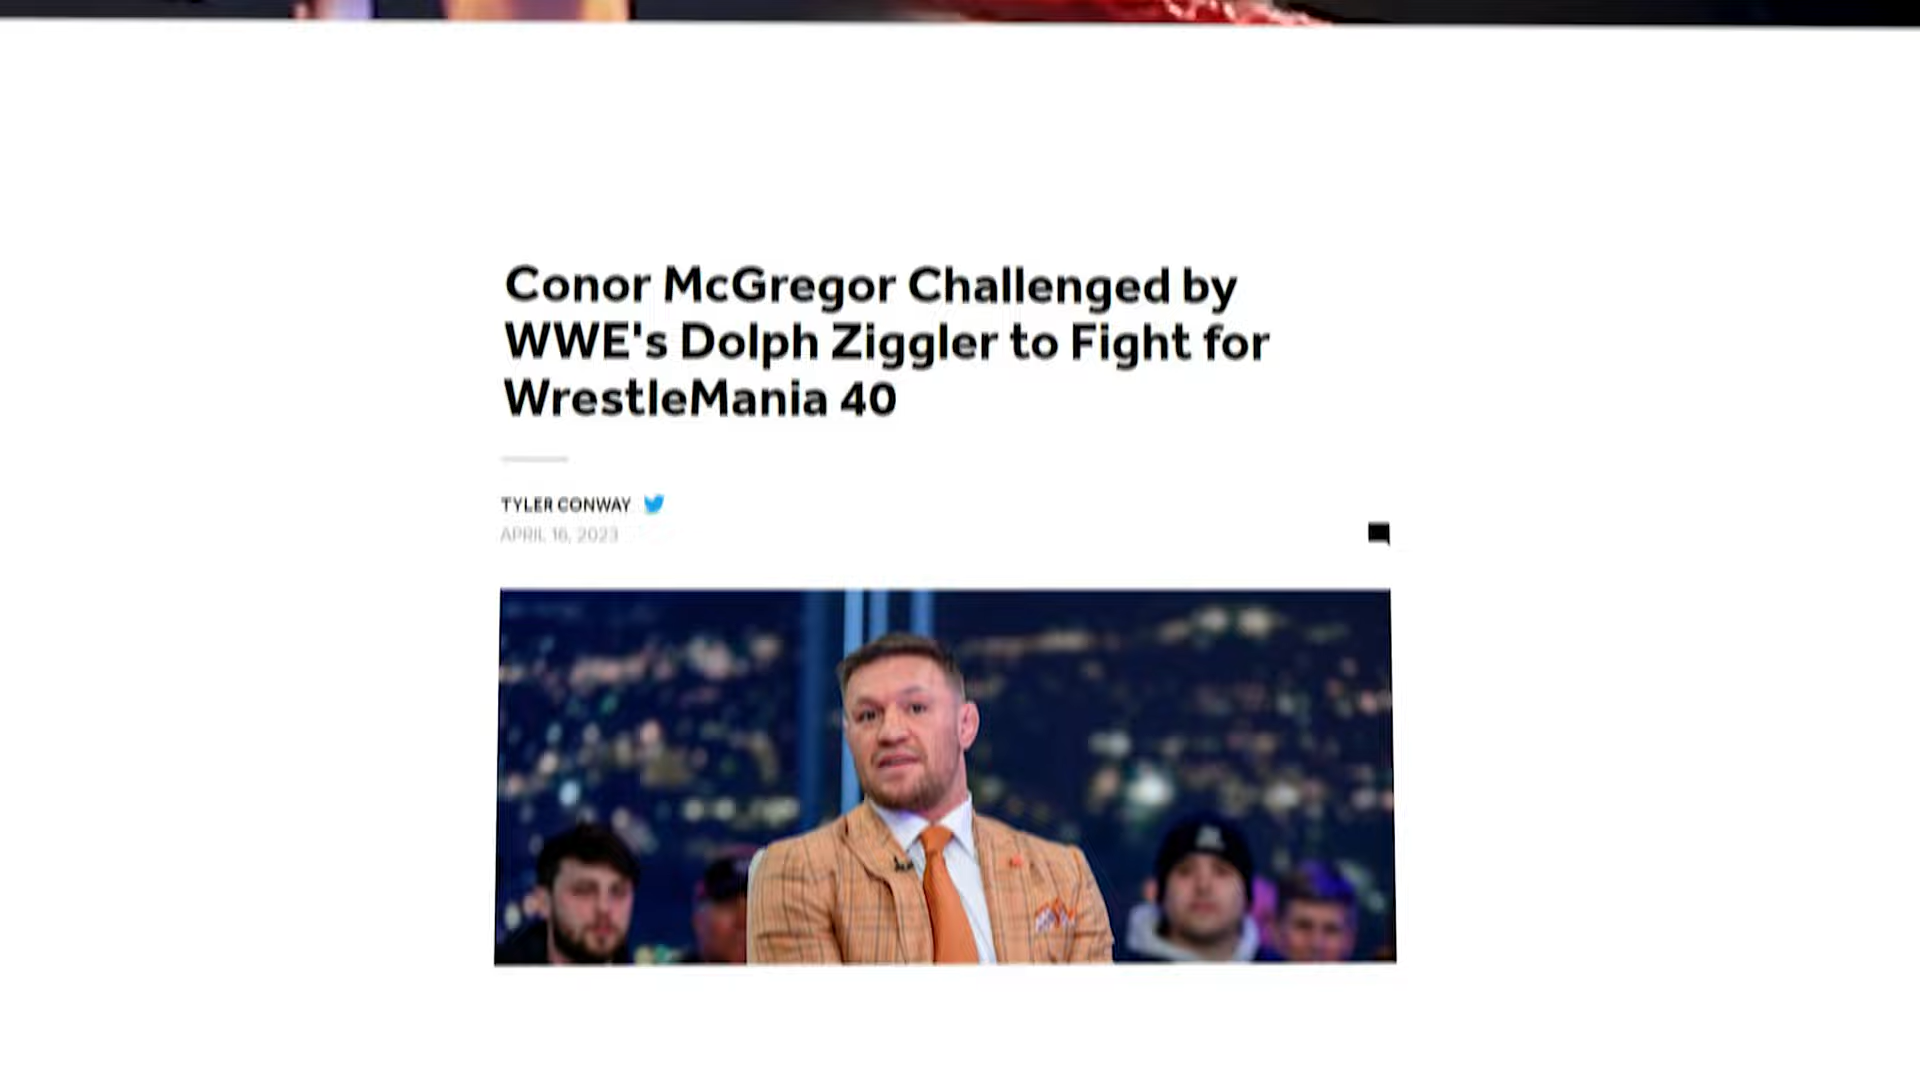 Conor McGregor Challenged by
WWE's Dolph Ziggler to Fight for
WrestleMania 40
TYLER CONWAY
APRIL 16, 2023